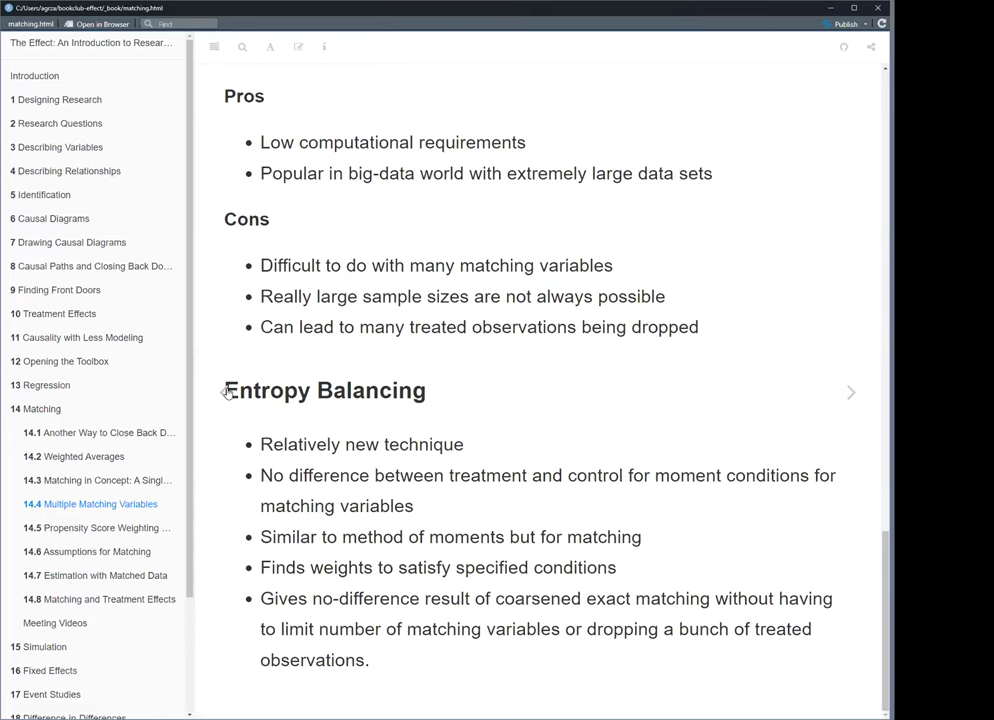 C:/Users/agrza/bookclub-effect/_book/matching.html
matching.html
Open in Browser
Find
Publish
The Effect: An Introduction to Resear...
Introduction
1 Designing Research
2 Research Questions
3 Describing Variables
4 Describing Relationships
5 Identification
6 Causal Diagrams
7 Drawing Causal Diagrams
8 Causal Paths and Closing Back Do...
9 Finding Front Doors
10 Treatment Effects
11 Causality with Less Modeling
12 Opening the Toolbox
13 Regression
14 Matching
14.1 Another Way to Close Back D...
14.2 Weighted Averages
14.3 Matching in Concept: A Singl...
14.4 Multiple Matching Variables
14.5 Propensity Score Weighting ...
14.6 Assumptions for Matching
14.7 Estimation with Matched Data
14.8 Matching and Treatment Effects
Meeting Videos
15 Simulation
16 Fixed Effects
17 Event Studies
18 Difference In Differences
Pros
• Low computational requirements
• Popular in big-data world with extremely large data sets
Cons
• Difficult to do with many matching variables
• Really large sample sizes are not always possible
• Can lead to many treated observations being dropped
Entropy Balancing
• Relatively new technique
• No difference between treatment and control for moment conditions for
matching variables
• Similar to method of moments but for matching
• Finds weights to satisfy specified conditions
• Gives no-difference result of coarsened exact matching without having
to limit number of matching variables or dropping a bunch of treated
observations.